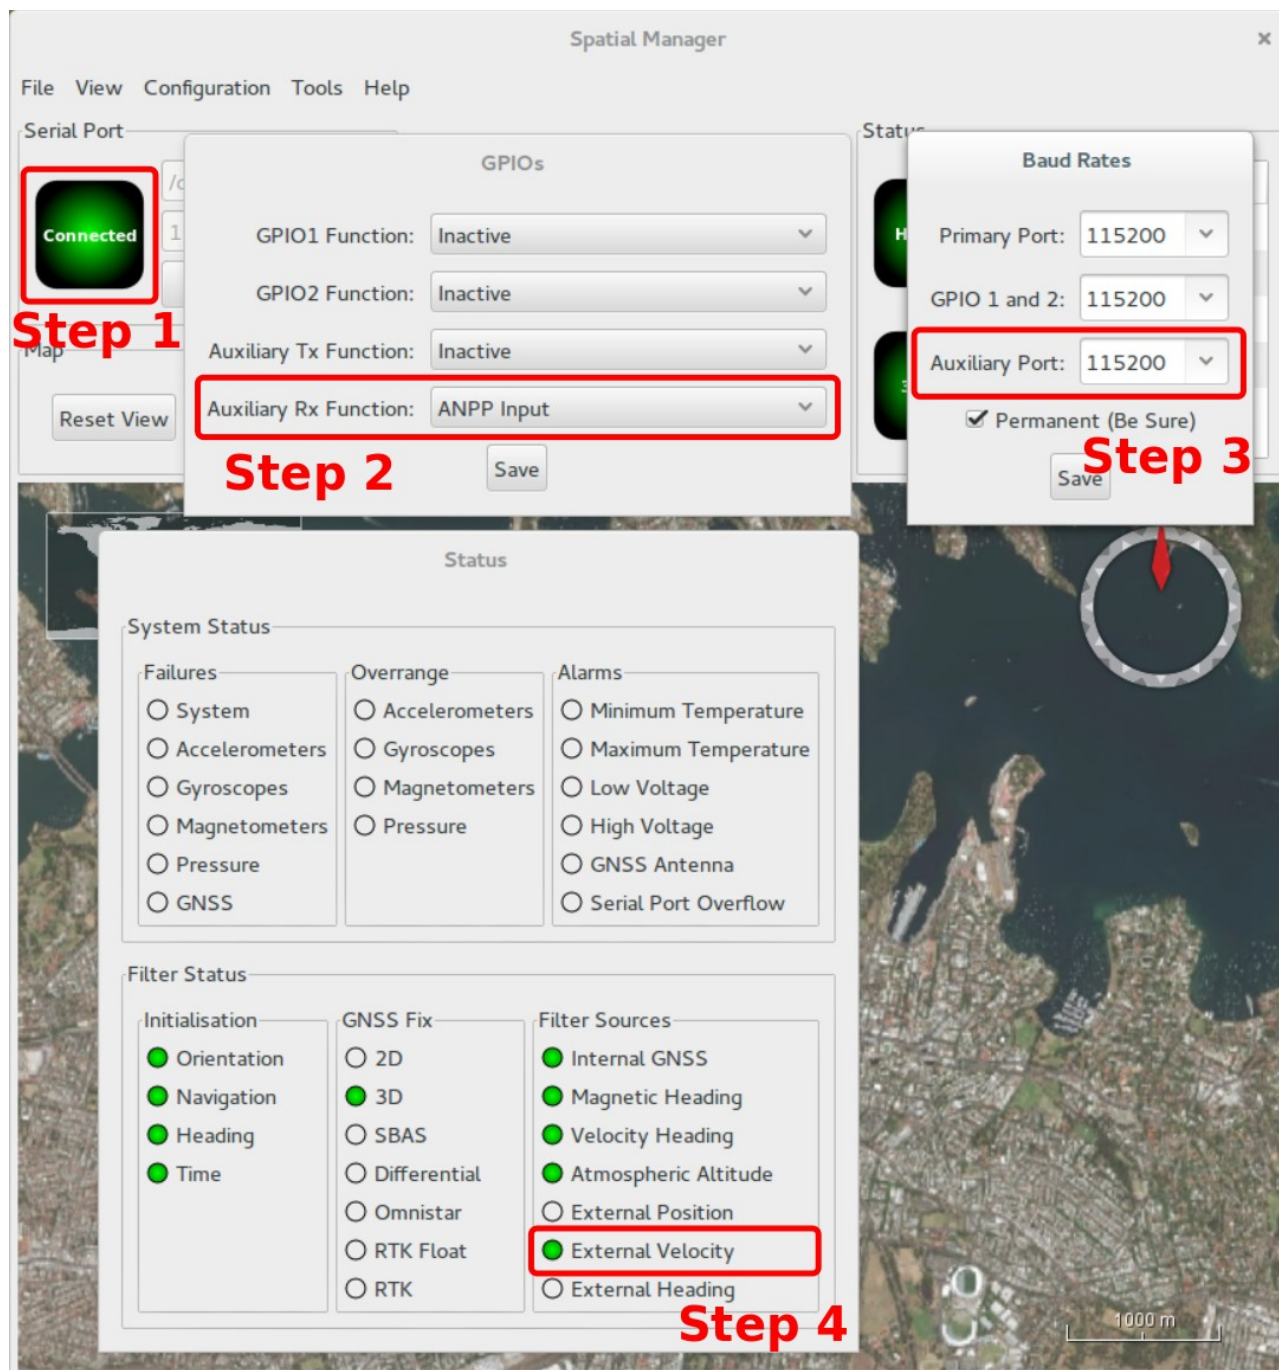 Spatial Manager
File View Configuration Tools Help
Serial Port
Connected
Step 1
Map
Reset View
GPIOs
GPIO1 Function: Inactive
GPIO2 Function: Inactive
Auxiliary Tx Function: Inactive
Auxiliary Rx Function: ANPP Input
Step 2
Save
Baud Rates
Primary Port: 115200
GPIO 1 and 2: 115200
Auxiliary Port: 115200
Permanent (Be Sure)
Step 3
Save
Status
System Status
Failures
System
Accelerometers
Gyroscopes
Magnetometers
Pressure
GNSS
Overrange
Accelerometers
Gyroscopes
Magnetometers
Pressure
Alarms
Minimum Temperature
Maximum Temperature
Low Voltage
High Voltage
GNSS Antenna
Serial Port Overflow
Filter Status
Initialisation
Orientation
Navigation
Heading
Time
GNSS Fix
2D
3D
SBAS
Differential
Omnistar
RTK Float
RTK
Filter Sources
Internal GNSS
Magnetic Heading
Velocity Heading
Atmospheric Altitude
External Position
External Velocity
External Heading
Step 4
1000 m